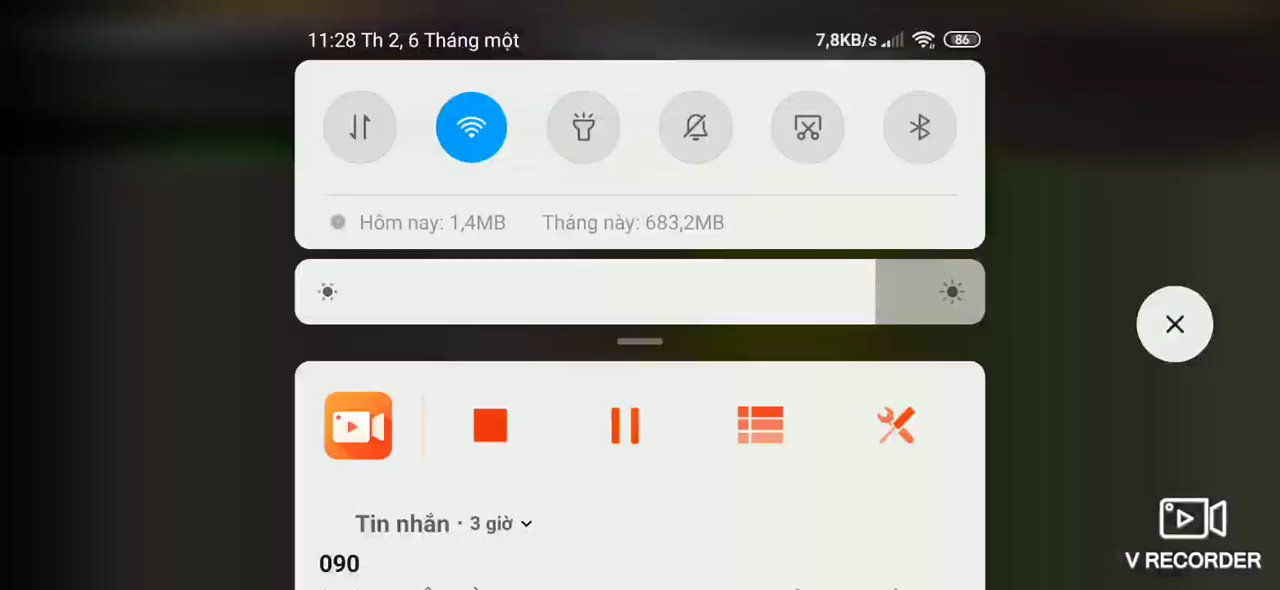 11:28 Th 2, 6 Tháng một
7,8KB/s 86
Hôm nay: 1,4MB Tháng này: 683,2MB
Tin nhắn · 3 giờ
090
V RECORDER